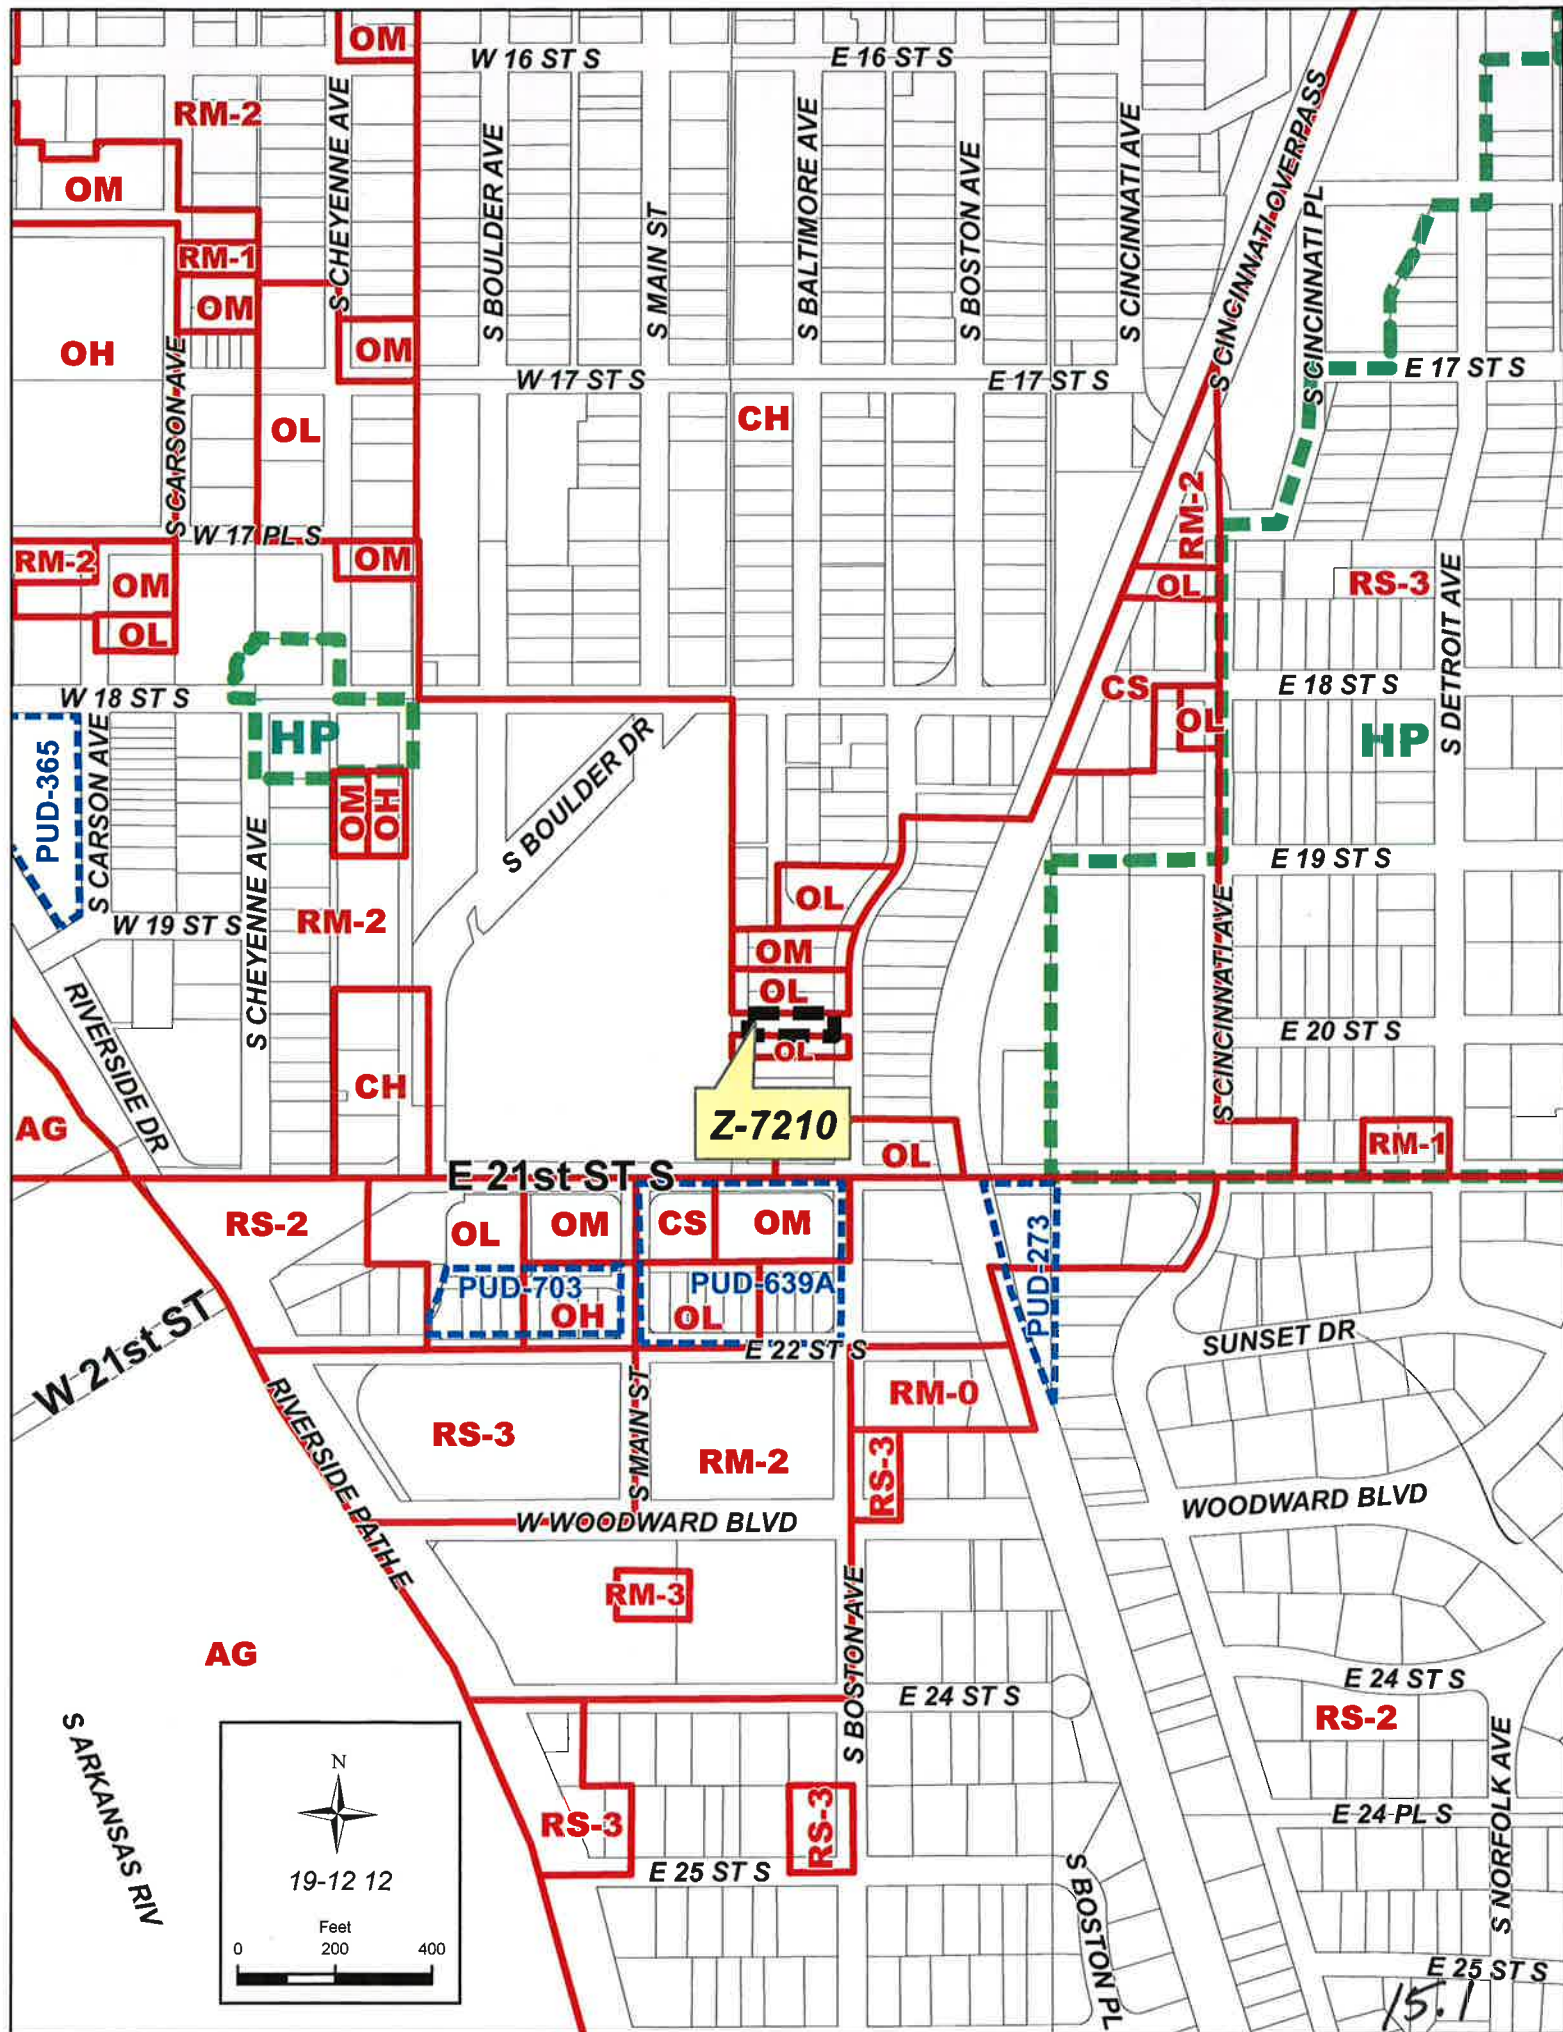 OM
W 16 ST S
E 16 ST S
RM-2
S CHEYENNE AVE
S BOULDER AVE
S MAIN ST
S BALTIMORE AVE
S BOSTON AVE
S CINCINNATI AVE
S CINCINNATI OVERPASS
S CINCINNATI PL
OM
RM-1
OM
OH
S CARSON AVE
OM
W 17 ST S
E 17 ST S
E 17 ST S
OL
CH
RM-2
W 17 PL S
RM-2
OM
OM
OL
RS-3
S DETROIT AVE
OL
W 18 ST S
CS
E 18 ST S
OL
HP
HP
PUD-365
S CARSON AVE
S BOULDER DR
OM
OH
S CHEYENNE AVE
E 19 ST S
OL
W 19 ST S
RM-2
OM
OL
S CINCINNATI AVE
RIVERSIDE DR
E 20 ST S
OL
CH
AG
Z-7210
OL
RM-1
E 21st ST S
RS-2
OL
OM
CS
OM
PUD-273
PUD-703
PUD-639A
OH
OL
W 21st ST
E 22 ST S
SUNSET DR
RM-0
RIVERSIDE PATH E
S MAIN ST
RS-3
RM-2
RS-3
WOODWARD BLVD
W WOODWARD BLVD
RM-3
S BOSTON AVE
AG
E 24 ST S
E 24 ST S
RS-2
S ARKANSAS RIV
S NORFOLK AVE
N
RS-3
RS-3
E 24 PL S
19-12 12
E 25 ST S
S BOSTON PL
Feet
0 200 400
E 25 ST S
15.1